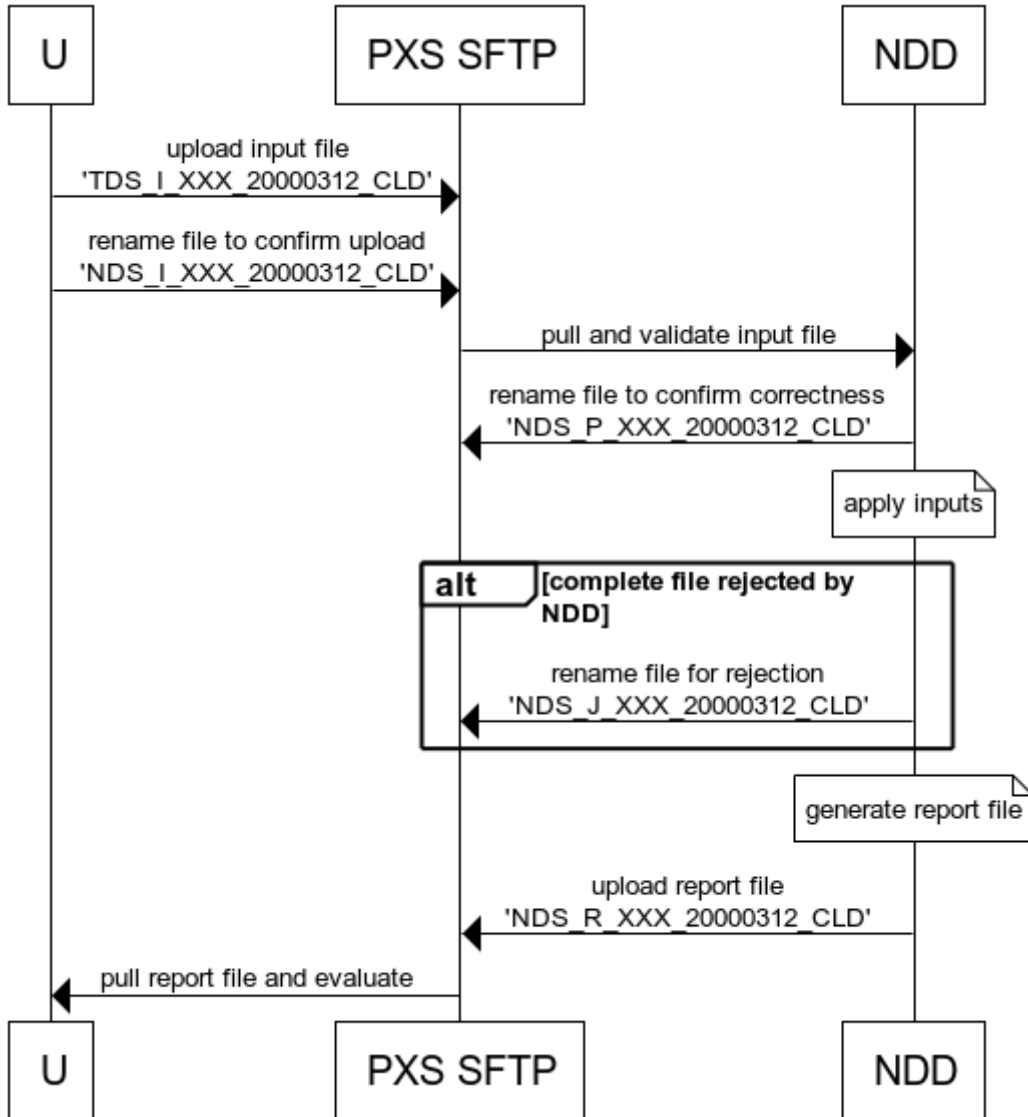 U
PXS SFTP
NDD
upload input file
'TDS_I_XXX_20000312_CLD'
rename file to confirm upload
'NDS_I_XXX_20000312_CLD'
pull and validate input file
rename file to confirm correctness
'NDS_P_XXX_20000312_CLD'
apply inputs
alt
[complete file rejected by
NDD]
rename file for rejection
'NDS_J_XXX_20000312_CLD'
generate report file
upload report file
'NDS_R_XXX_20000312_CLD'
pull report file and evaluate
U
PXS SFTP
NDD